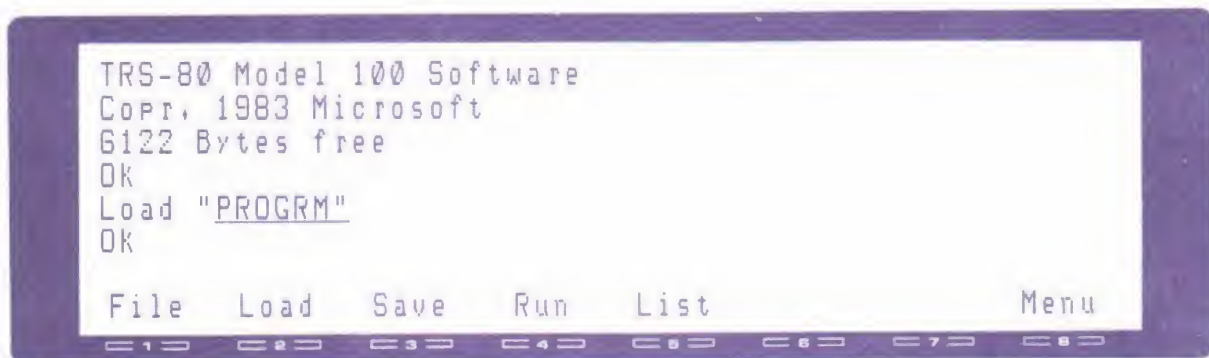 TRS-80 Model 100 Software
Copr. 1983 Microsoft
6122 Bytes free
OK
Load "PROGRM"
OK
File Load Save Run List Menu
1 2 3 4 5 6 7 8